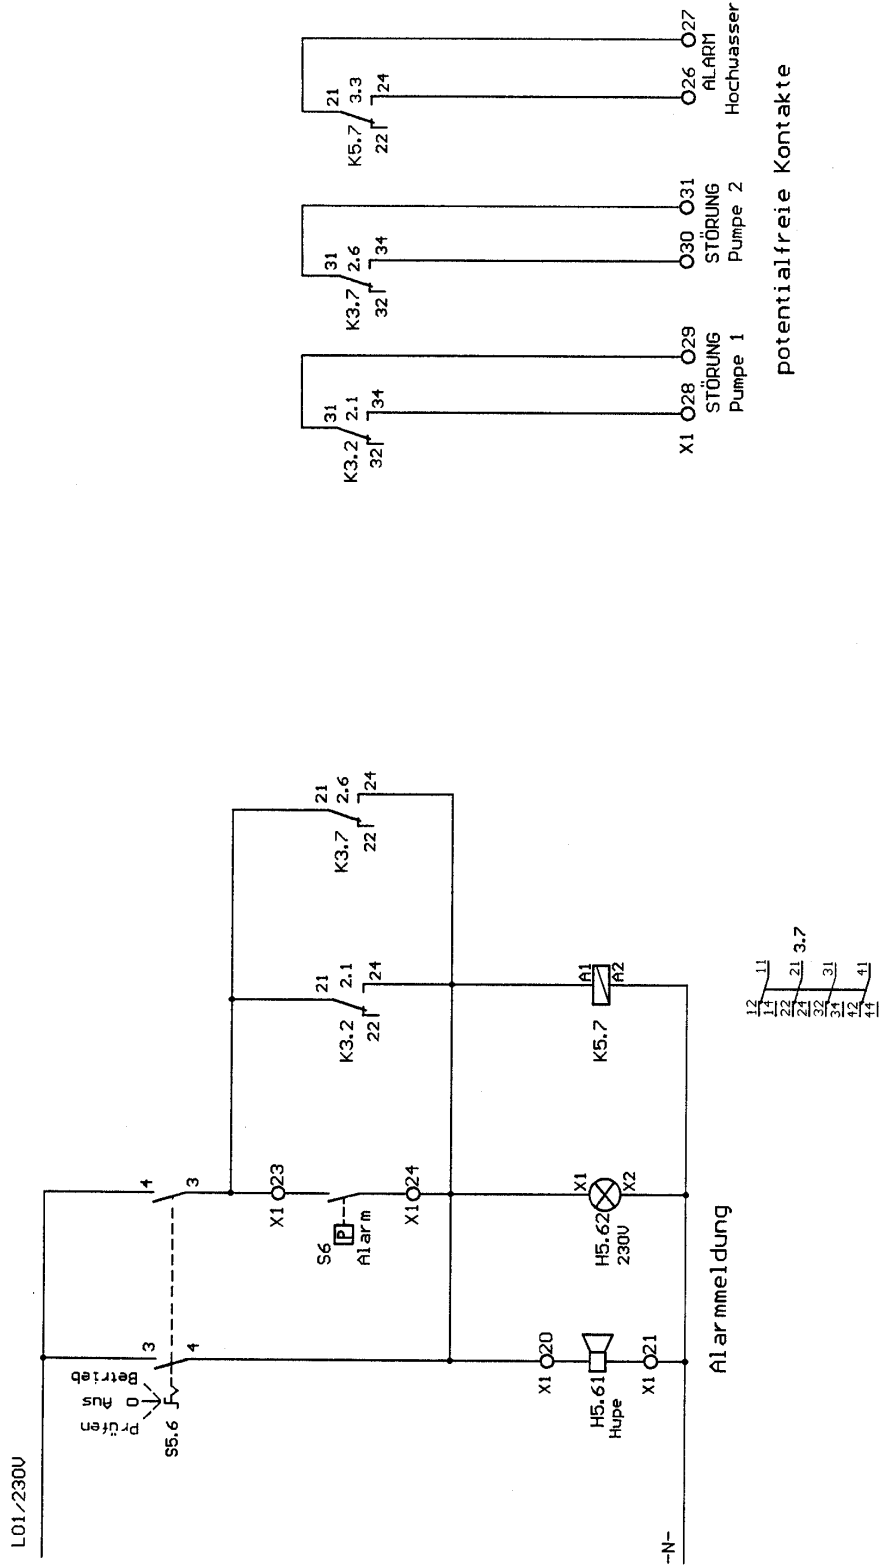 L01/230V
-N-
Prüfen
0 Aus
Betrieb
S5.6
3
4
4
3
X1 23
S6
P
Alarm
X1 24
X1 20
H5.61
Hupe
X1 21
X1
H5.62
230V
X2
21
K3.2 2.1
22 24
21
K3.7 2.6
22 24
A1
K5.7
A2
Alarmmeldung
12 11
14
22 21 3.7
24
32 31
34
42 41
44
31
K3.2 2.1
32 34
31
K3.7 2.6
32 34
21
K5.7 3.3
22 24
X1 28 29
STÖRUNG
Pumpe 1
30 31
STÖRUNG
Pumpe 2
26 27
ALARM
Hochwasser
potentialfreie Kontakte